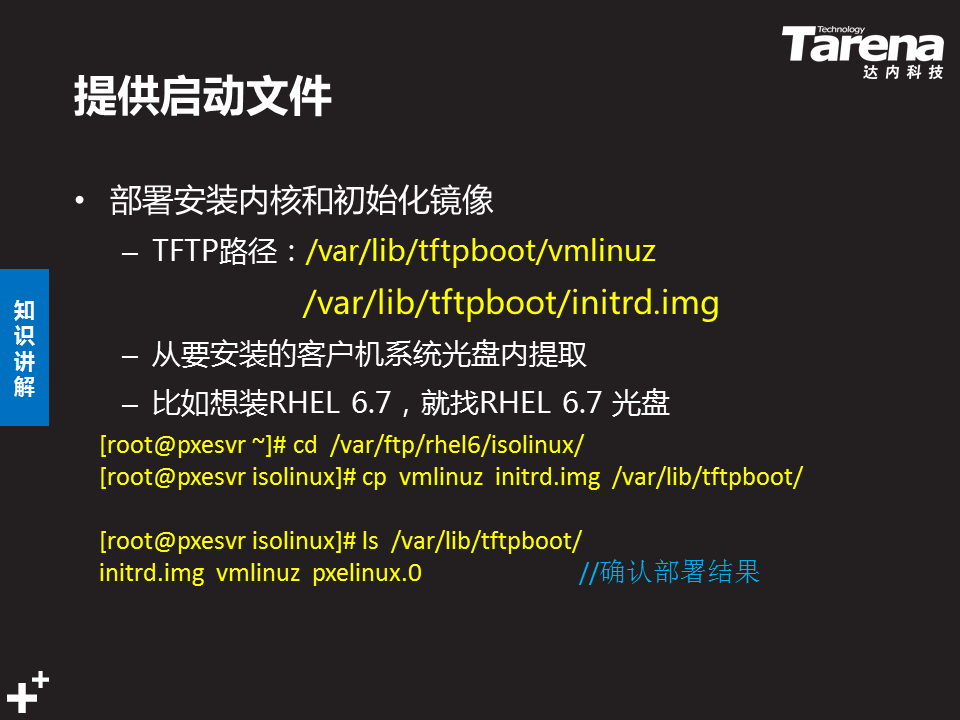 Technology
Tarena
达内科技
提供启动文件
• 部署安装内核和初始化镜像
– TFTP路径：/var/lib/tftpboot/vmlinuz
/var/lib/tftpboot/initrd.img
– 从要安装的客户机系统光盘内提取
– 比如想装RHEL 6.7，就找RHEL 6.7 光盘
知识讲解
[root@pxesvr ~]# cd /var/ftp/rhel6/isolinux/
[root@pxesvr isolinux]# cp vmlinuz initrd.img /var/lib/tftpboot/
[root@pxesvr isolinux]# ls /var/lib/tftpboot/
initrd.img vmlinuz pxelinux.0 //确认部署结果